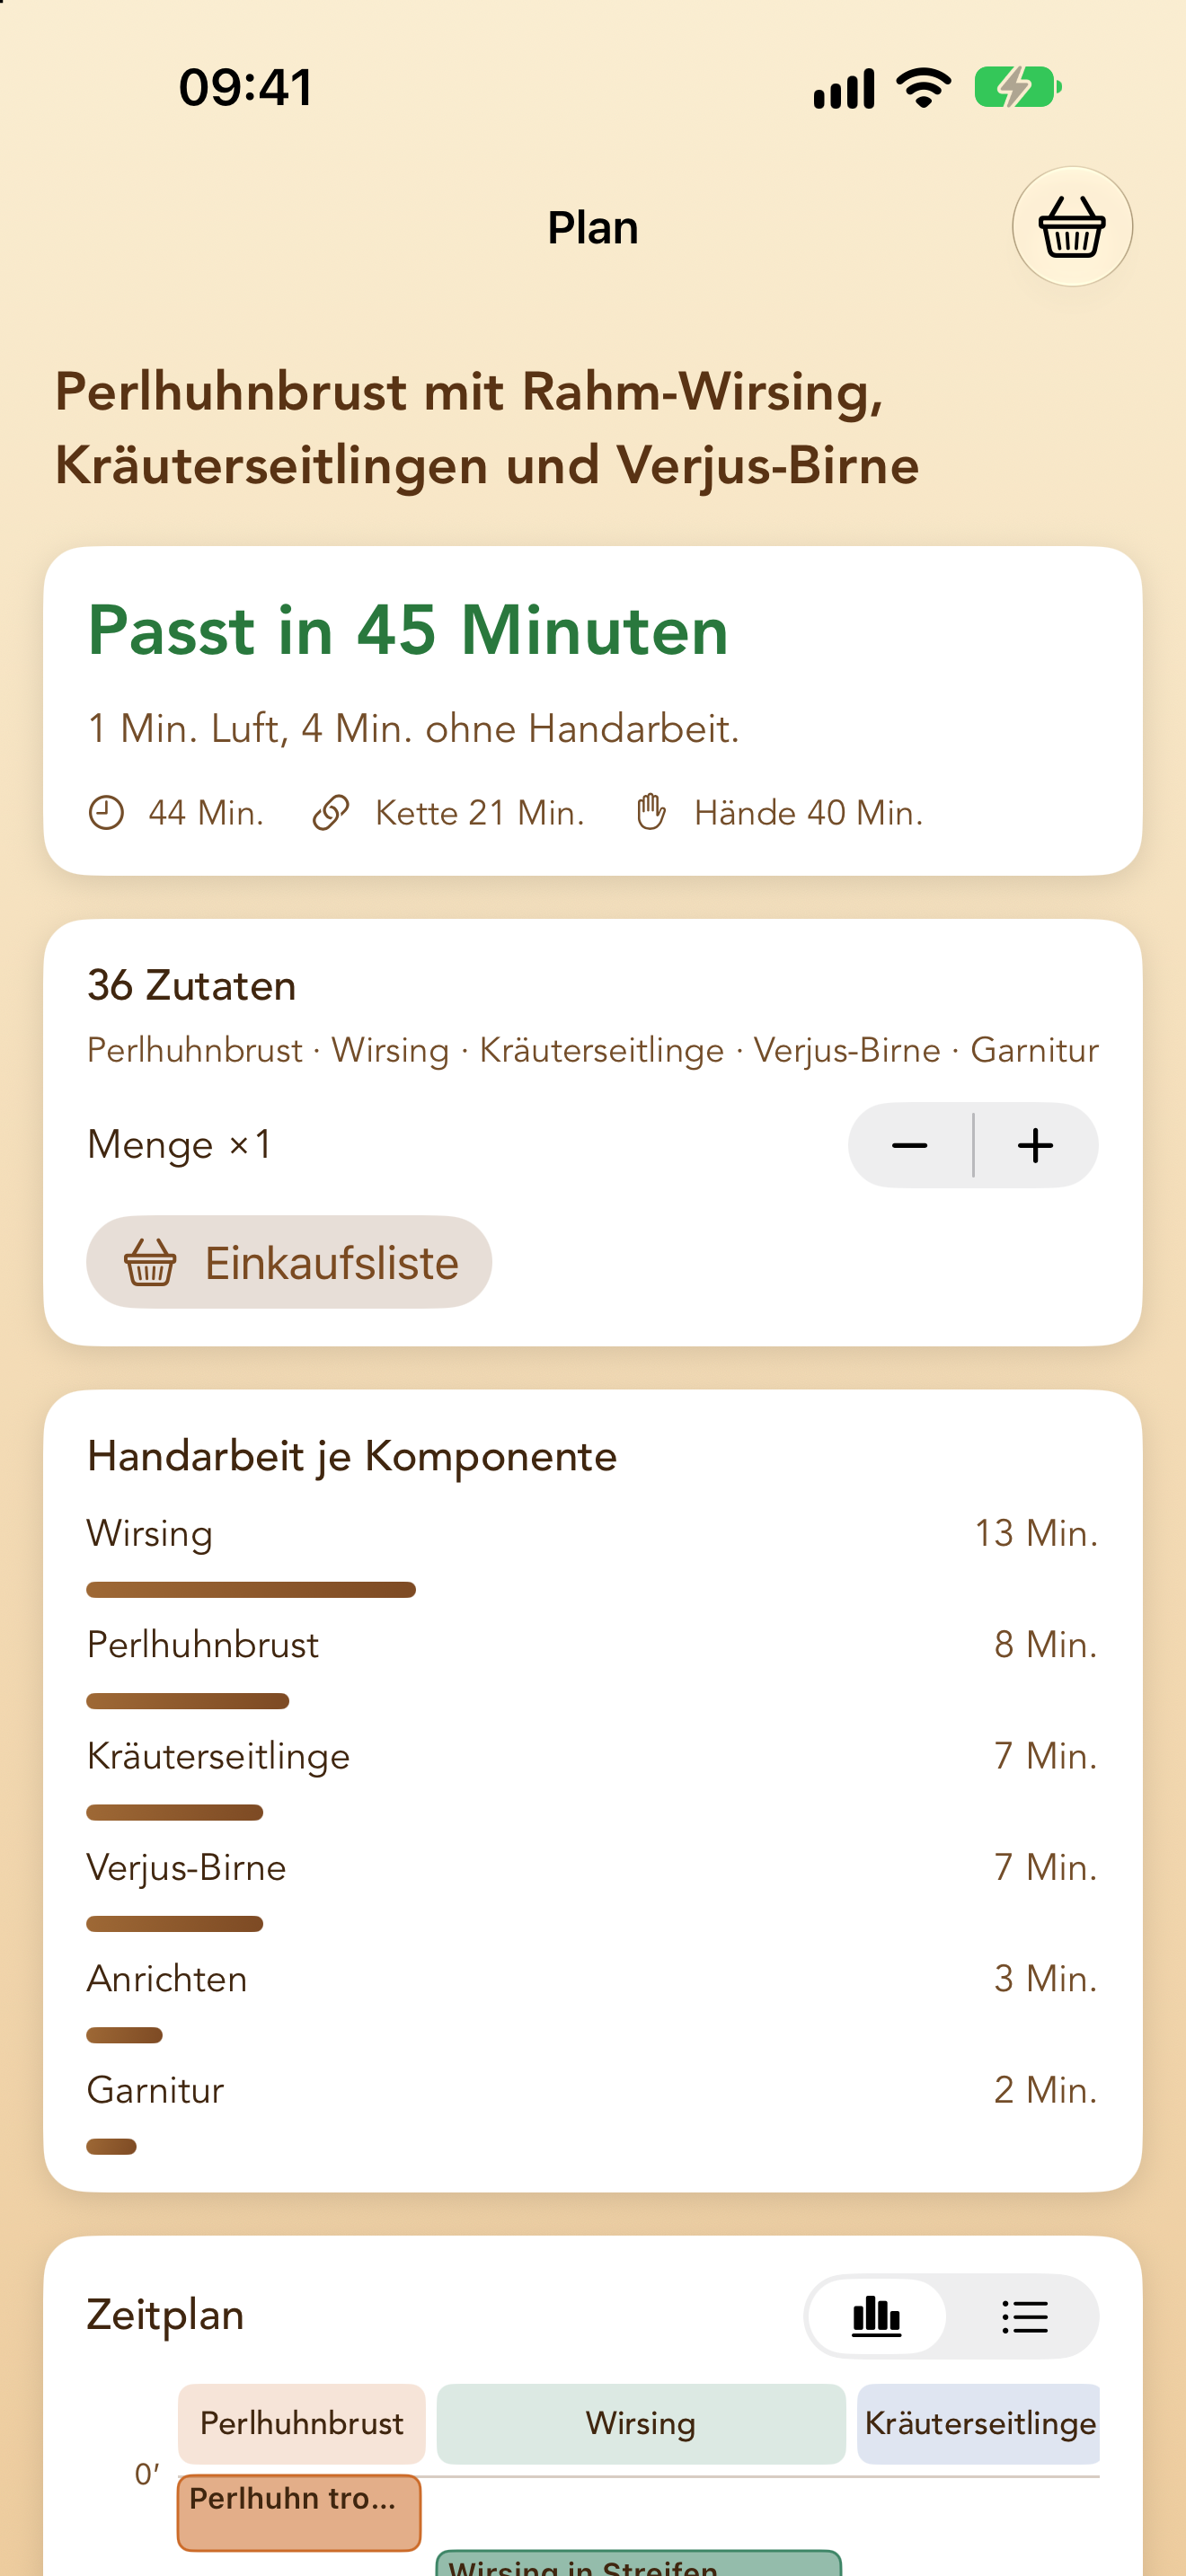 09:41
Plan
Perlhuhnbrust mit Rahm-Wirsing,
Kräuterseitlingen und Verjus-Birne
Passt in 45 Minuten
1 Min. Luft, 4 Min. ohne Handarbeit.
44 Min. Kette 21 Min. Hände 40 Min.
36 Zutaten
Perlhuhnbrust · Wirsing · Kräuterseitlinge · Verjus-Birne · Garnitur
Menge ×1
Einkaufsliste
Handarbeit je Komponente
Wirsing 13 Min.
Perlhuhnbrust 8 Min.
Kräuterseitlinge 7 Min.
Verjus-Birne 7 Min.
Anrichten 3 Min.
Garnitur 2 Min.
Zeitplan
Perlhuhnbrust Wirsing Kräuterseitlinge
0′
Perlhuhn tro…
Wirsing in Streifen